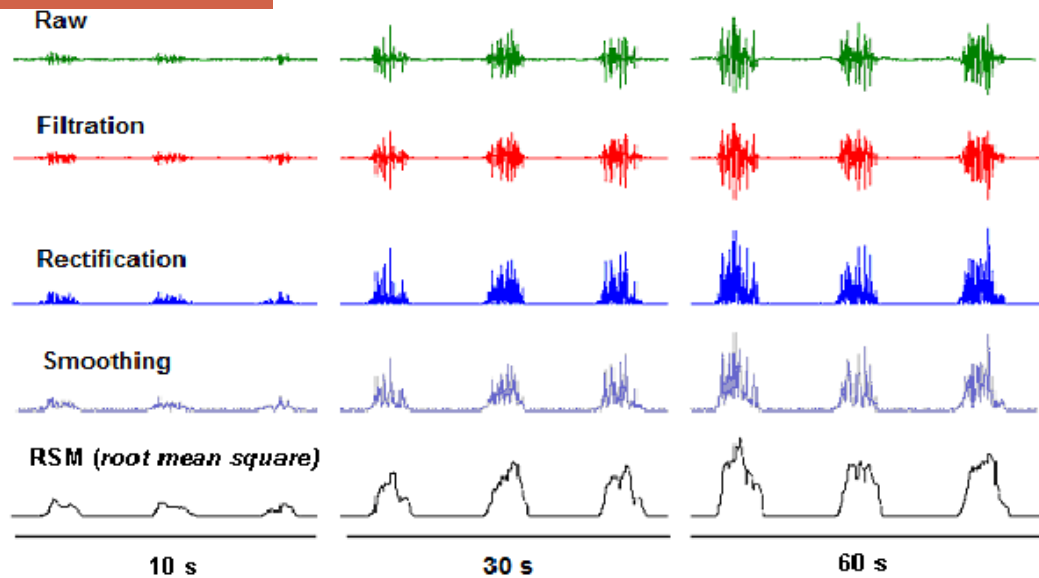 Raw
Filtration
Rectification
Smoothing
RSM (root mean square)
10 s 30 s 60 s